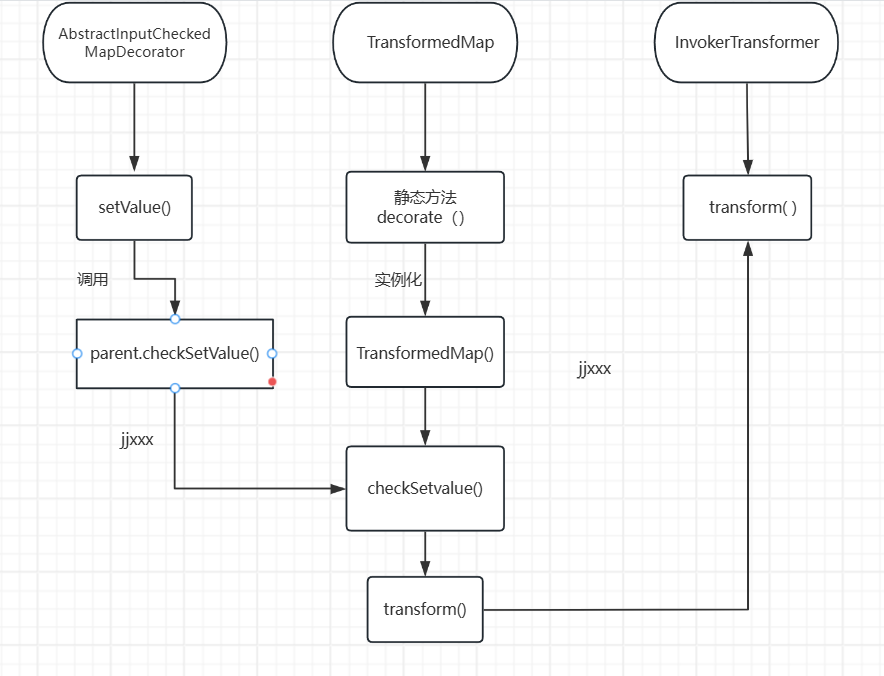 AbstractInputChecked
MapDecorator
TransformedMap
InvokerTransformer
setValue()
静态方法
decorate（）
transform( )
调用
实例化
parent.checkSetValue()
TransformedMap()
jjxxx
jjxxx
checkSetvalue()
transform()